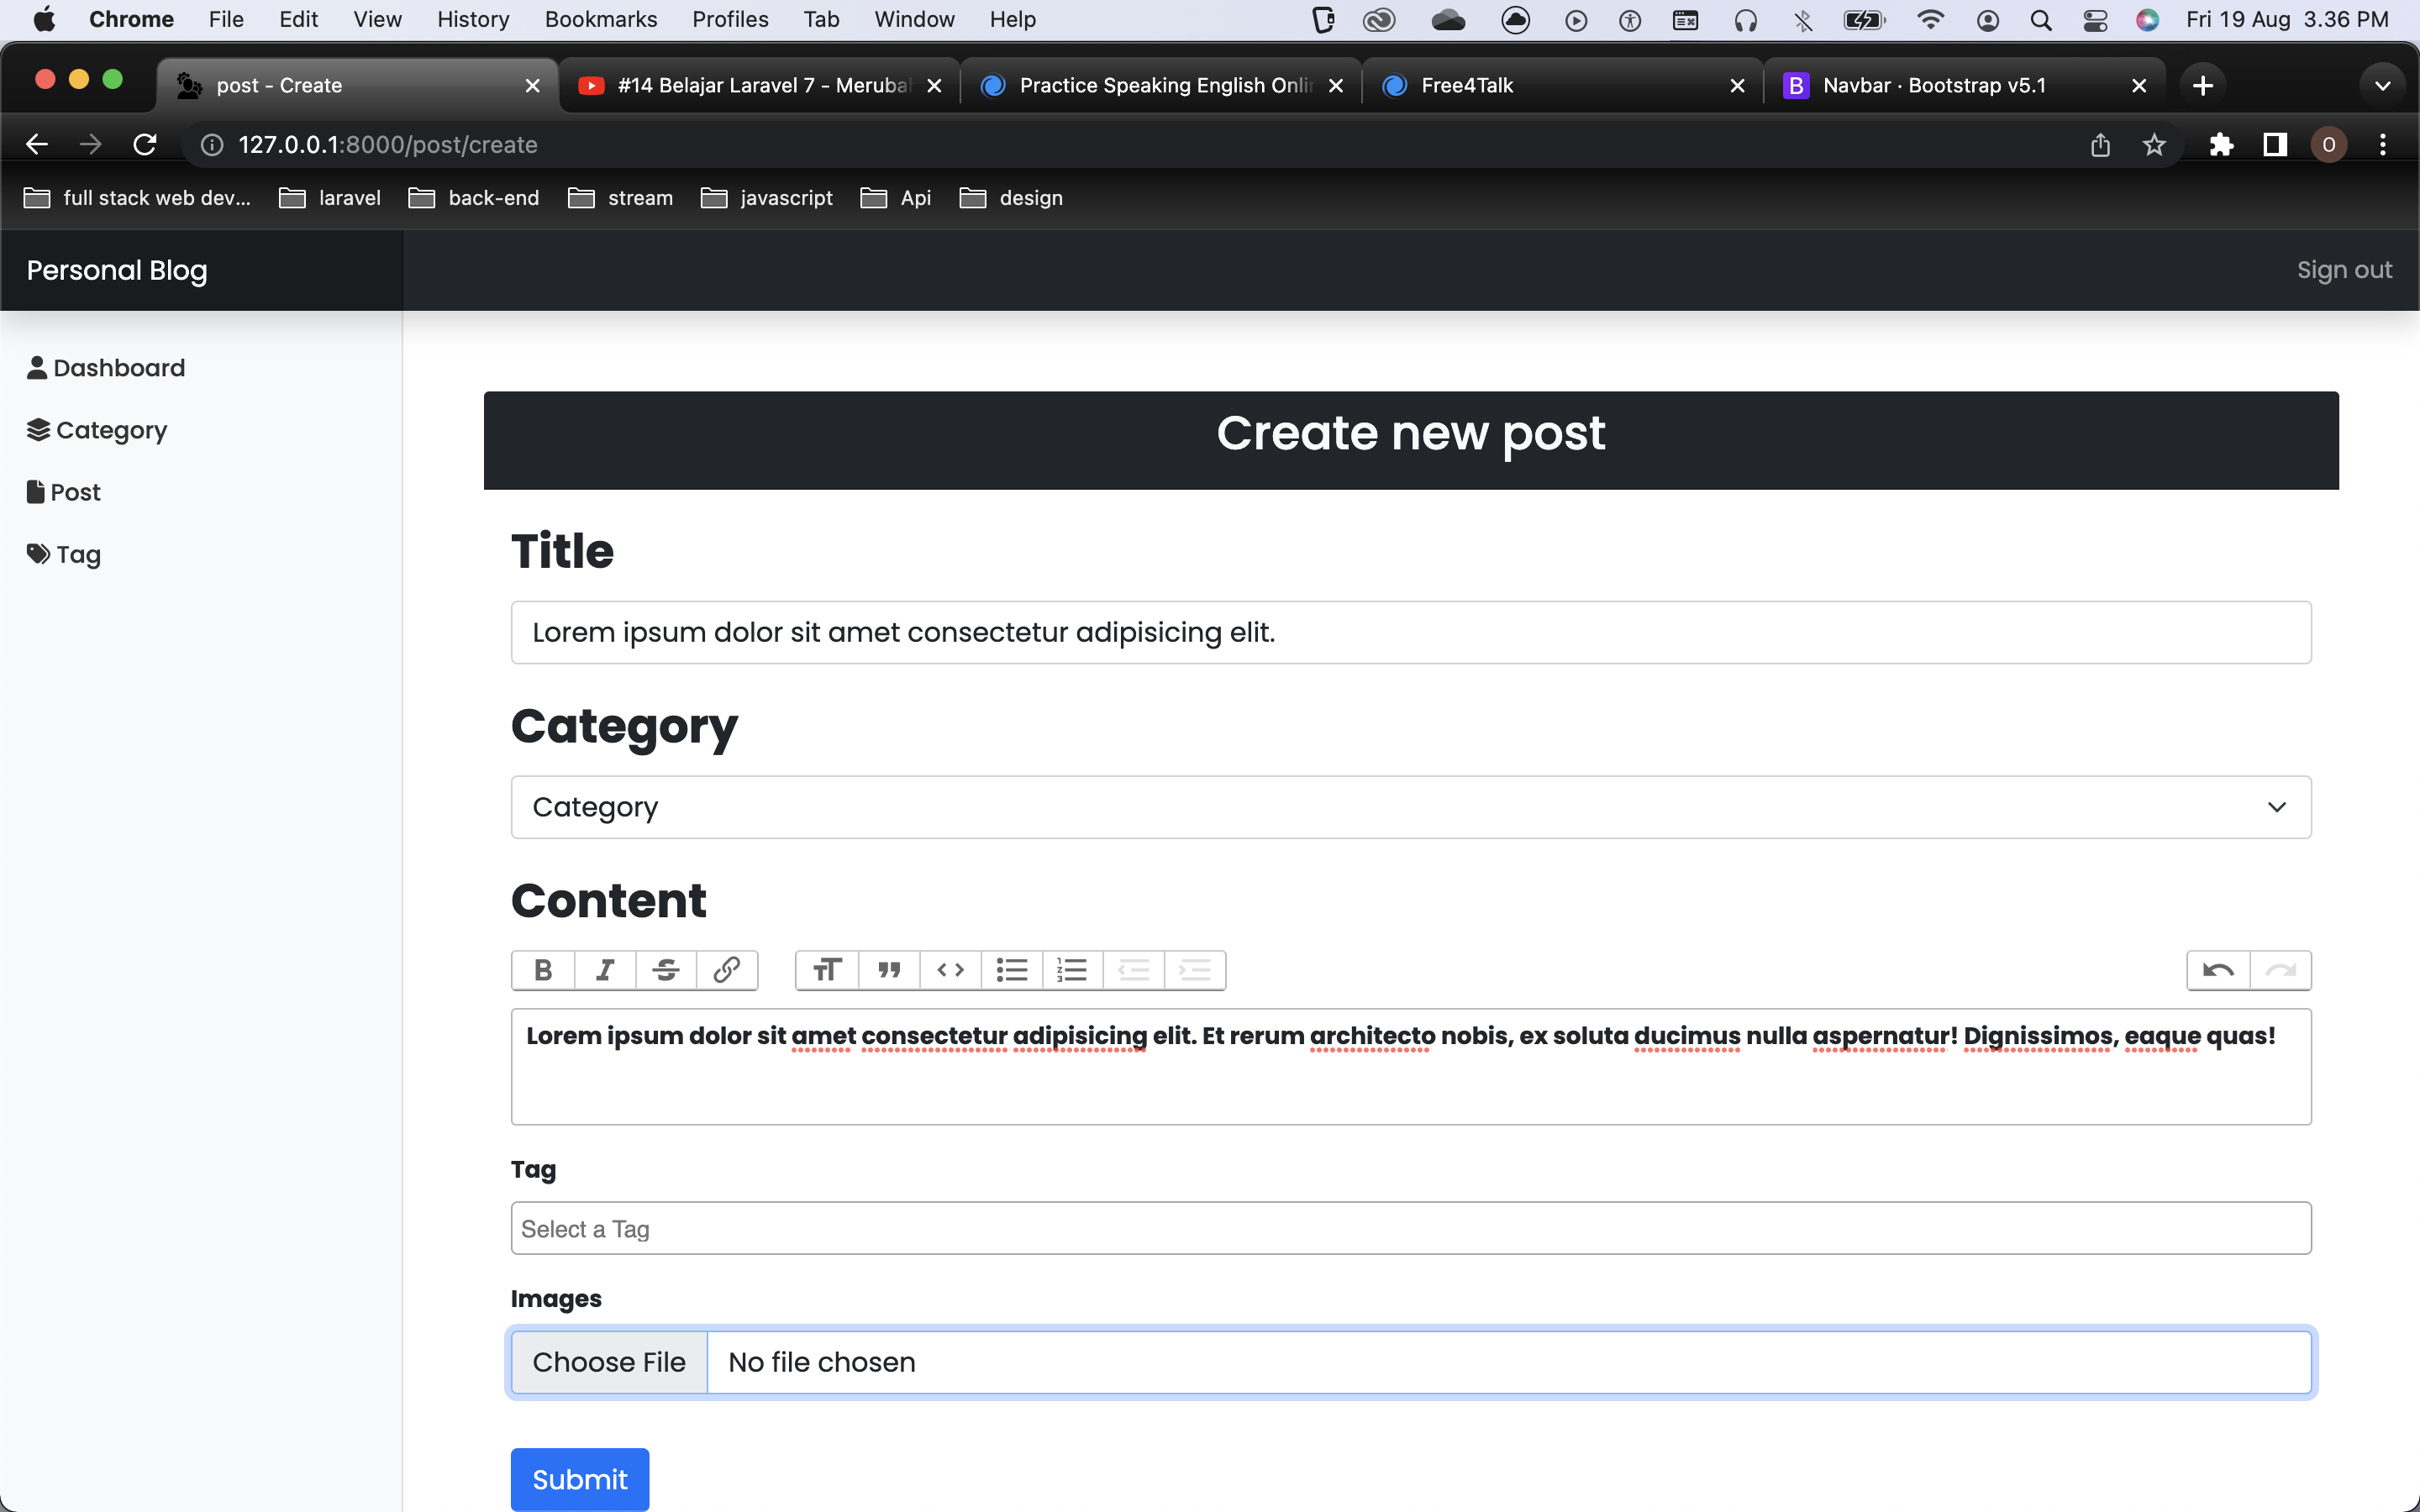 Chrome File Edit View History Bookmarks Profiles Tab Window Help Fri 19 Aug 3.36 PM
post - Create #14 Belajar Laravel 7 - Merubal Practice Speaking English Onli Free4Talk B Navbar · Bootstrap v5.1
127.0.0.1:8000/post/create O
full stack web dev... laravel back-end stream javascript Api design
Personal Blog Sign out
Dashboard
Category
Post
Tag
Create new post
Title
Lorem ipsum dolor sit amet consectetur adipisicing elit.
Category
Category
Content
B I S
Lorem ipsum dolor sit amet consectetur adipisicing elit. Et rerum architecto nobis, ex soluta ducimus nulla aspernatur! Dignissimos, eaque quas!
Tag
Select a Tag
Images
Choose File No file chosen
Submit